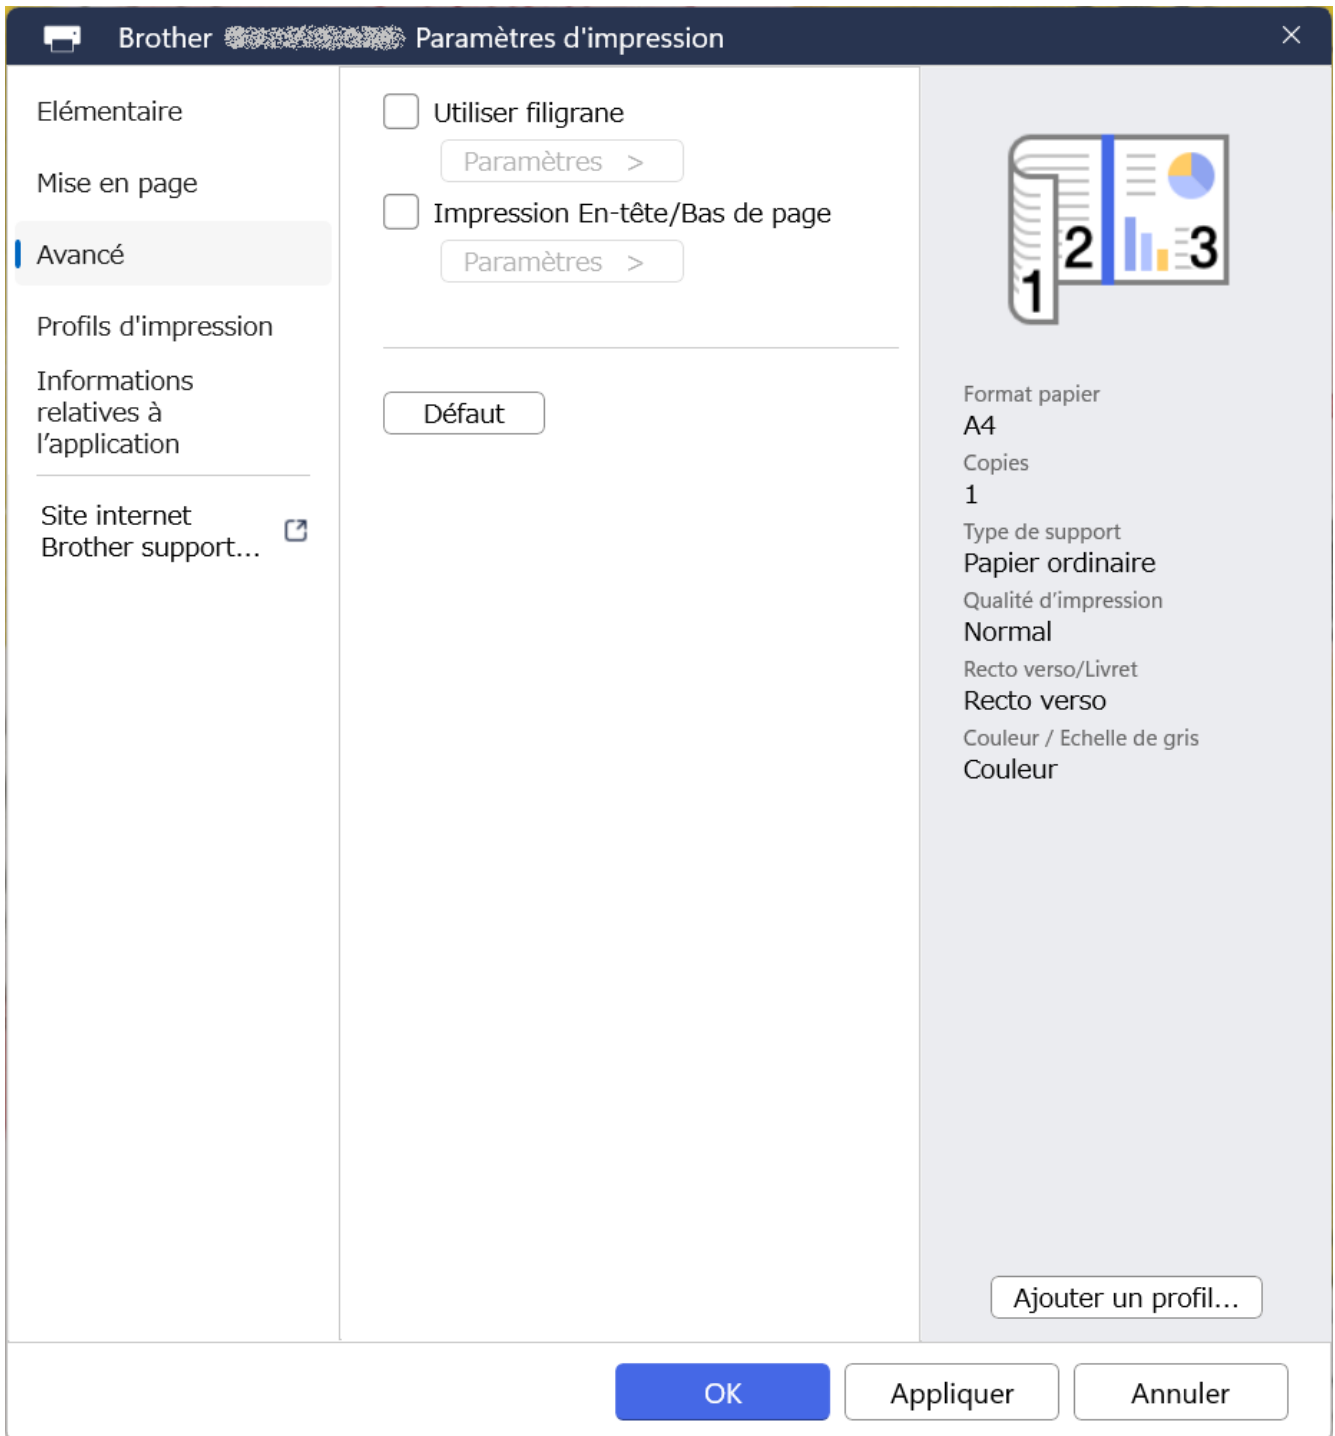 Brother Paramètres d'impression
Elémentaire
Mise en page
Avancé
Profils d'impression
Informations
relatives à
l’application
Site internet
Brother support...
Utiliser filigrane
Paramètres >
Impression En-tête/Bas de page
Paramètres >
Défaut
1
2
3
Format papier
A4
Copies
1
Type de support
Papier ordinaire
Qualité d’impression
Normal
Recto verso/Livret
Recto verso
Couleur / Echelle de gris
Couleur
Ajouter un profil...
OK
Appliquer
Annuler